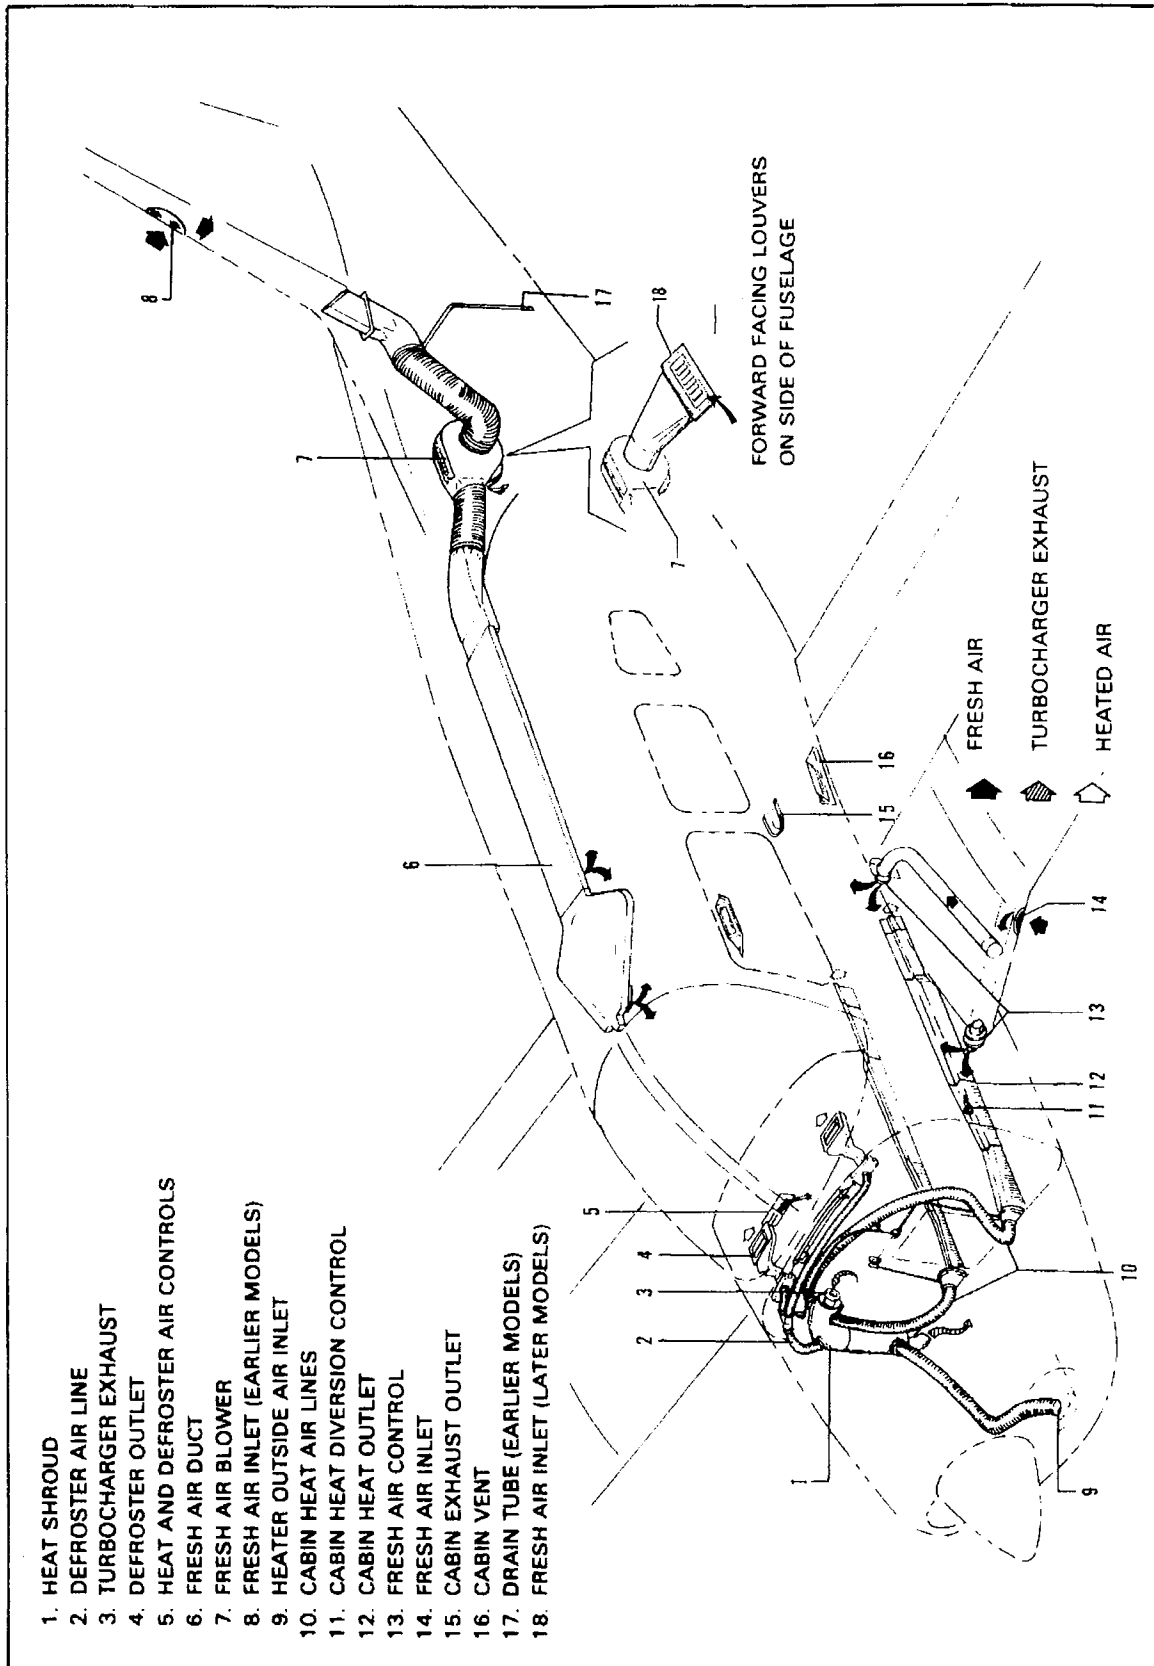 1. HEAT SHROUD
2. DEFROSTER AIR LINE
3. TURBOCHARGER EXHAUST
4. DEFROSTER OUTLET
5. HEAT AND DEFROSTER AIR CONTROLS
6. FRESH AIR DUCT
7. FRESH AIR BLOWER
8. FRESH AIR INLET (EARLIER MODELS)
9. HEATER OUTSIDE AIR INLET
10. CABIN HEAT AIR LINES
11. CABIN HEAT DIVERSION CONTROL
12. CABIN HEAT OUTLET
13. FRESH AIR CONTROL
14. FRESH AIR INLET
15. CABIN EXHAUST OUTLET
16. CABIN VENT
17. DRAIN TUBE (EARLIER MODELS)
18. FRESH AIR INLET (LATER MODELS)
8
7
17
18
FORWARD FACING LOUVERS
ON SIDE OF FUSELAGE
7
6
16
15
5
4
3
2
1
14
13
12
11
10
9
FRESH AIR
TURBOCHARGER EXHAUST
HEATED AIR